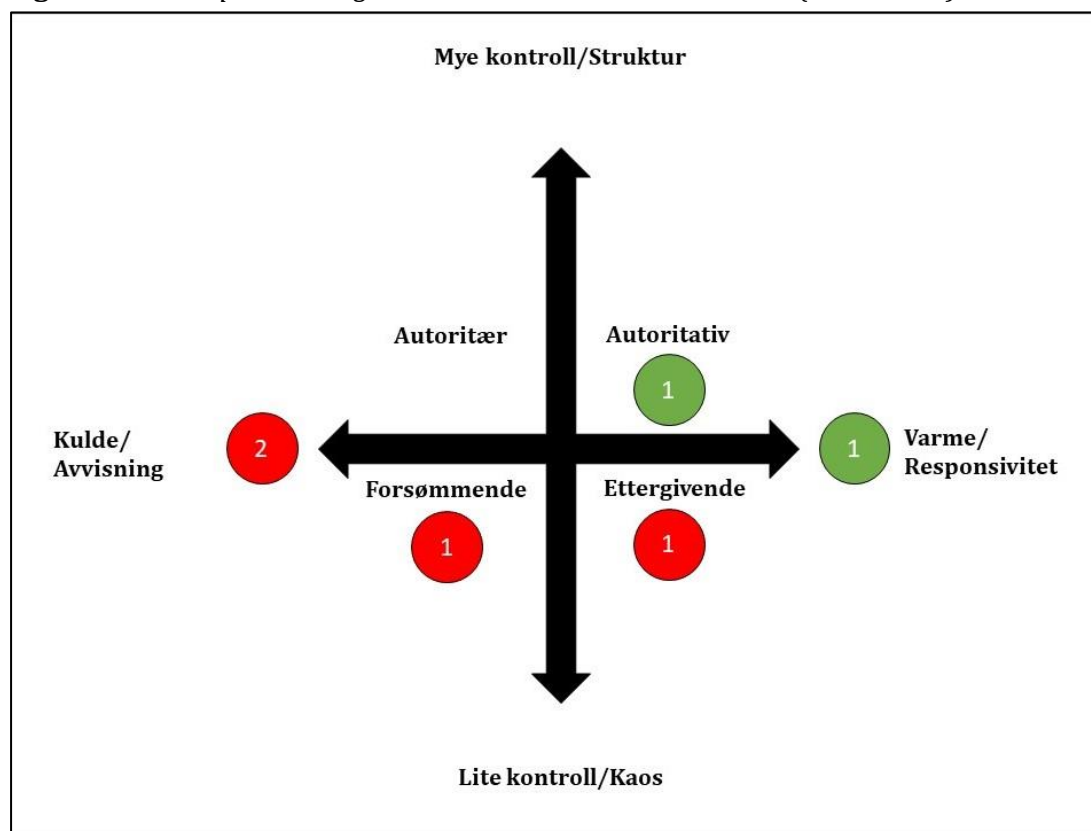 Mye kontroll/Struktur
Autoritær
Autoritativ
1
Kulde/
Avvisning
2
1
Varme/
Responsivitet
Forsømmende
Ettergivende
1
1
Lite kontroll/Kaos